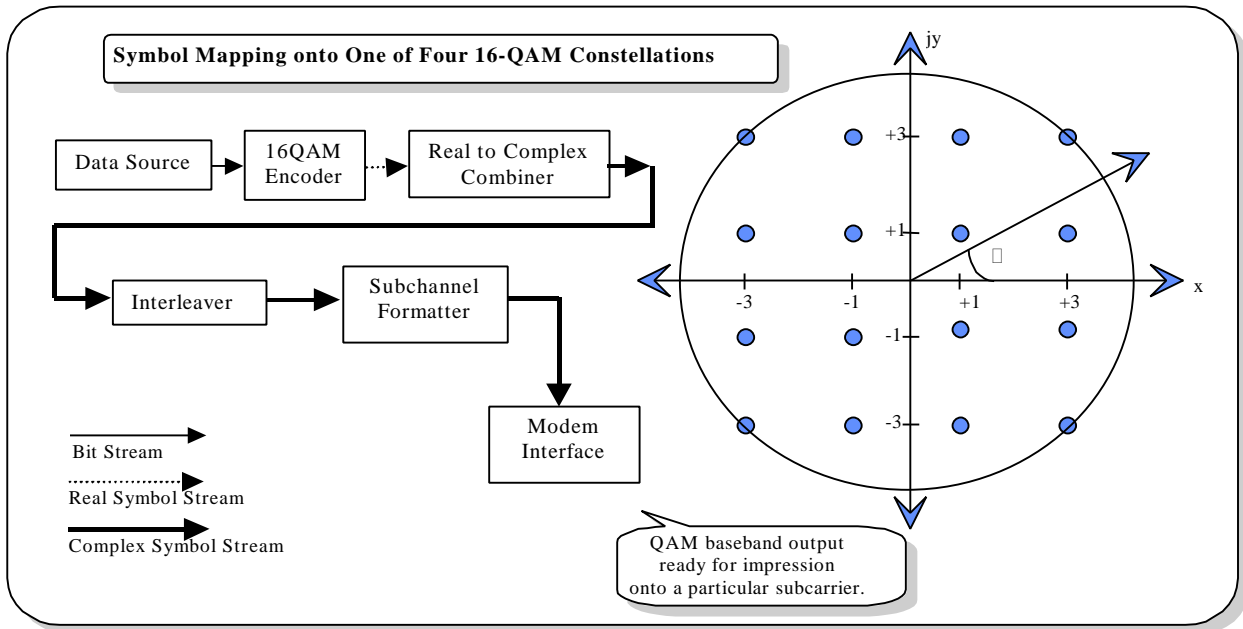 Symbol Mapping onto One of Four 16-QAM Constellations
Data Source
16QAM
Encoder
Real to Complex
Combiner
Interleaver
Subchannel
Formatter
Modem
Interface
Bit Stream
Real Symbol Stream
Complex Symbol Stream
jy
+3
+1
-3
-1
+1
+3
x
-1
-3
QAM baseband output
ready for impression
onto a particular subcarrier.